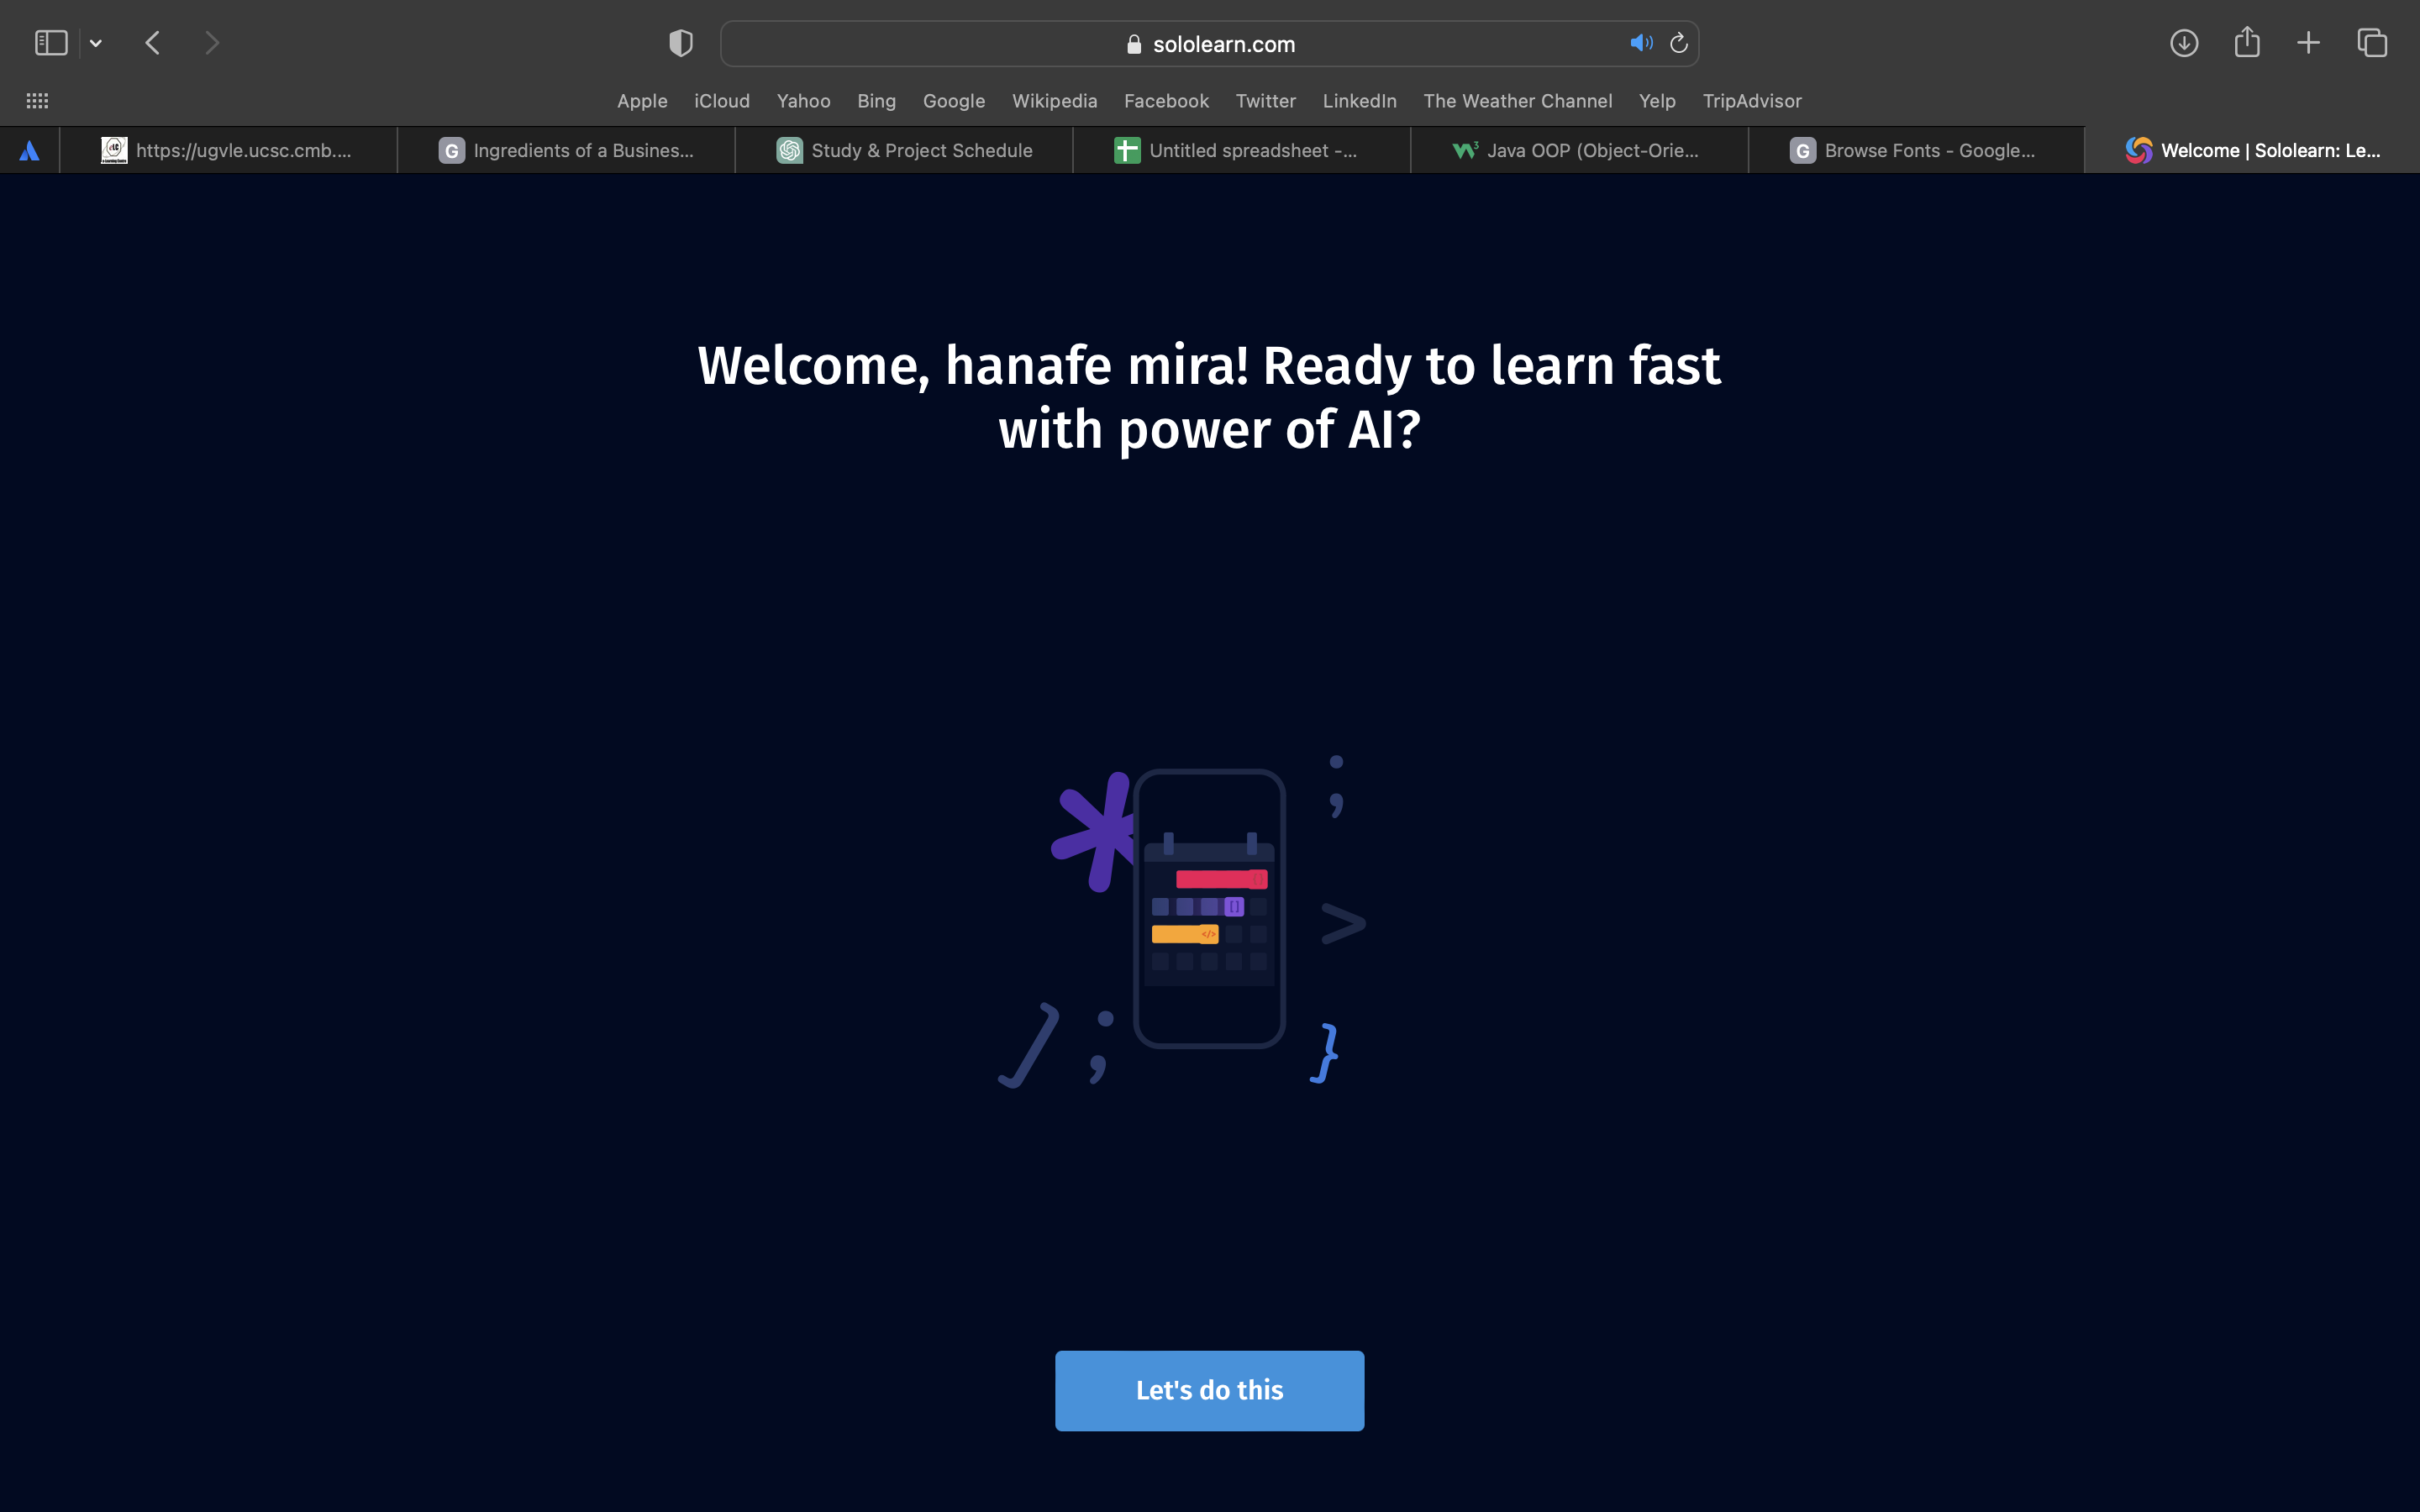 sololearn.com
Apple iCloud Yahoo Bing Google Wikipedia Facebook Twitter LinkedIn The Weather Channel Yelp TripAdvisor
https://ugvle.ucsc.cmb.... G Ingredients of a Busines... Study & Project Schedule Untitled spreadsheet -... Java OOP (Object-Orie... G Browse Fonts - Google... Welcome | Sololearn: Le...
Welcome, hanafe mira! Ready to learn fast
with power of AI?
;
[]
>
</>
] ;
}
Let's do this